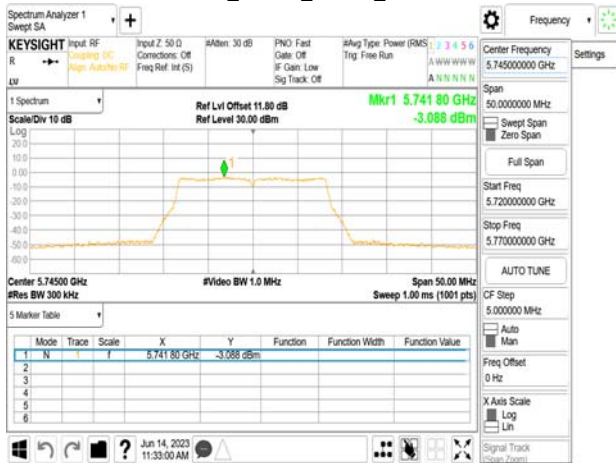 Spectrum Analyzer 1
Swept SA
+
Frequency
KEYSIGHT
R
LV
Input: RF
Coupling: DC
Align: Auto/No RF
Input Z: 50 Ω
Corrections: Off
Freq Ref: Int (S)
#Atten: 30 dB
PNO: Fast
Gate: Off
IF Gain: Low
Sig Track: Off
#Avg Type: Power (RMS
Trig: Free Run
1 2 3 4 5 6
A W W W W W
A N N N N N
Center Frequency
5.745000000 GHz
Settings
Span
50.0000000 MHz
Swept Span
Zero Span
Full Span
Start Freq
5.720000000 GHz
Stop Freq
5.770000000 GHz
AUTO TUNE
CF Step
5.000000 MHz
Auto
Man
Freq Offset
0 Hz
X Axis Scale
Log
Lin
Signal Track
(Span Zoom)
1 Spectrum
Scale/Div 10 dB
Ref Lvl Offset 11.80 dB
Ref Level 30.00 dBm
Mkr1 5.741 80 GHz
-3.088 dBm
Log
20.0
10.0
0.00
-10.0
-20.0
-30.0
-40.0
-50.0
-60.0
1
Center 5.74500 GHz
#Res BW 300 kHz
#Video BW 1.0 MHz
Span 50.00 MHz
Sweep 1.00 ms (1001 pts)
5 Marker Table
Mode Trace Scale X Y Function Function Width Function Value
1 N 1 f 5.741 80 GHz -3.088 dBm
2
3
4
5
6
?
Jun 14, 2023
11:33:00 AM